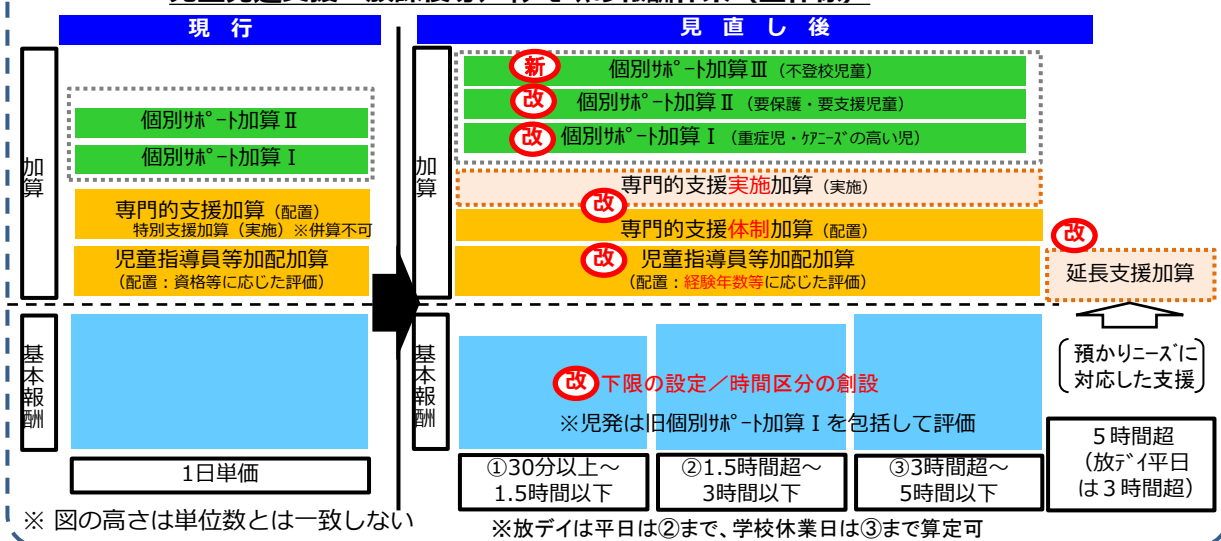 現 行
見 直 し 後
加算
個別ｻﾎﾟｰﾄ加算Ⅱ
個別ｻﾎﾟｰﾄ加算Ⅰ
専門的支援加算（配置）
特別支援加算（実施）※併算不可
児童指導員等加配加算
（配置：資格等に応じた評価）
基本報酬
1日単価
※ 図の高さは単位数とは一致しない
加算
新 個別ｻﾎﾟｰﾄ加算Ⅲ（不登校児童）
改 個別ｻﾎﾟｰﾄ加算Ⅱ（要保護・要支援児童）
改 個別ｻﾎﾟｰﾄ加算Ⅰ（重症児・ｹｱﾆｰｽﾞの高い児）
専門的支援実施加算（実施）
改
専門的支援体制加算（配置）
改 児童指導員等加配加算
（配置：経験年数等に応じた評価）
改
延長支援加算
預かりﾆｰｽﾞに
対応した支援
基本報酬
改 下限の設定／時間区分の創設
※児発は旧個別ｻﾎﾟｰﾄ加算Ⅰを包括して評価
①30分以上～
1.5時間以下
②1.5時間超～
3時間以下
③3時間超～
5時間以下
５時間超
（放ﾃﾞｲ平日
は３時間超）
※放デイは平日は②まで、学校休業日は③まで算定可